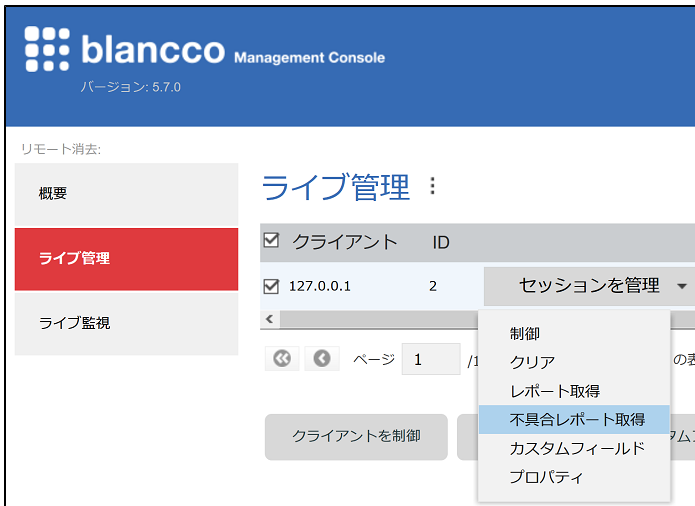 blancco Management Console
バージョン: 5.7.0
リモート消去:
概要
ライブ管理
ライブ監視
ライブ管理
クライアント ID
127.0.0.1 2 セッションを管理
ページ 1 /1 の表
制御
クリア
レポート取得
不具合レポート取得
カスタムフィールド
プロパティ
クライアントを制御